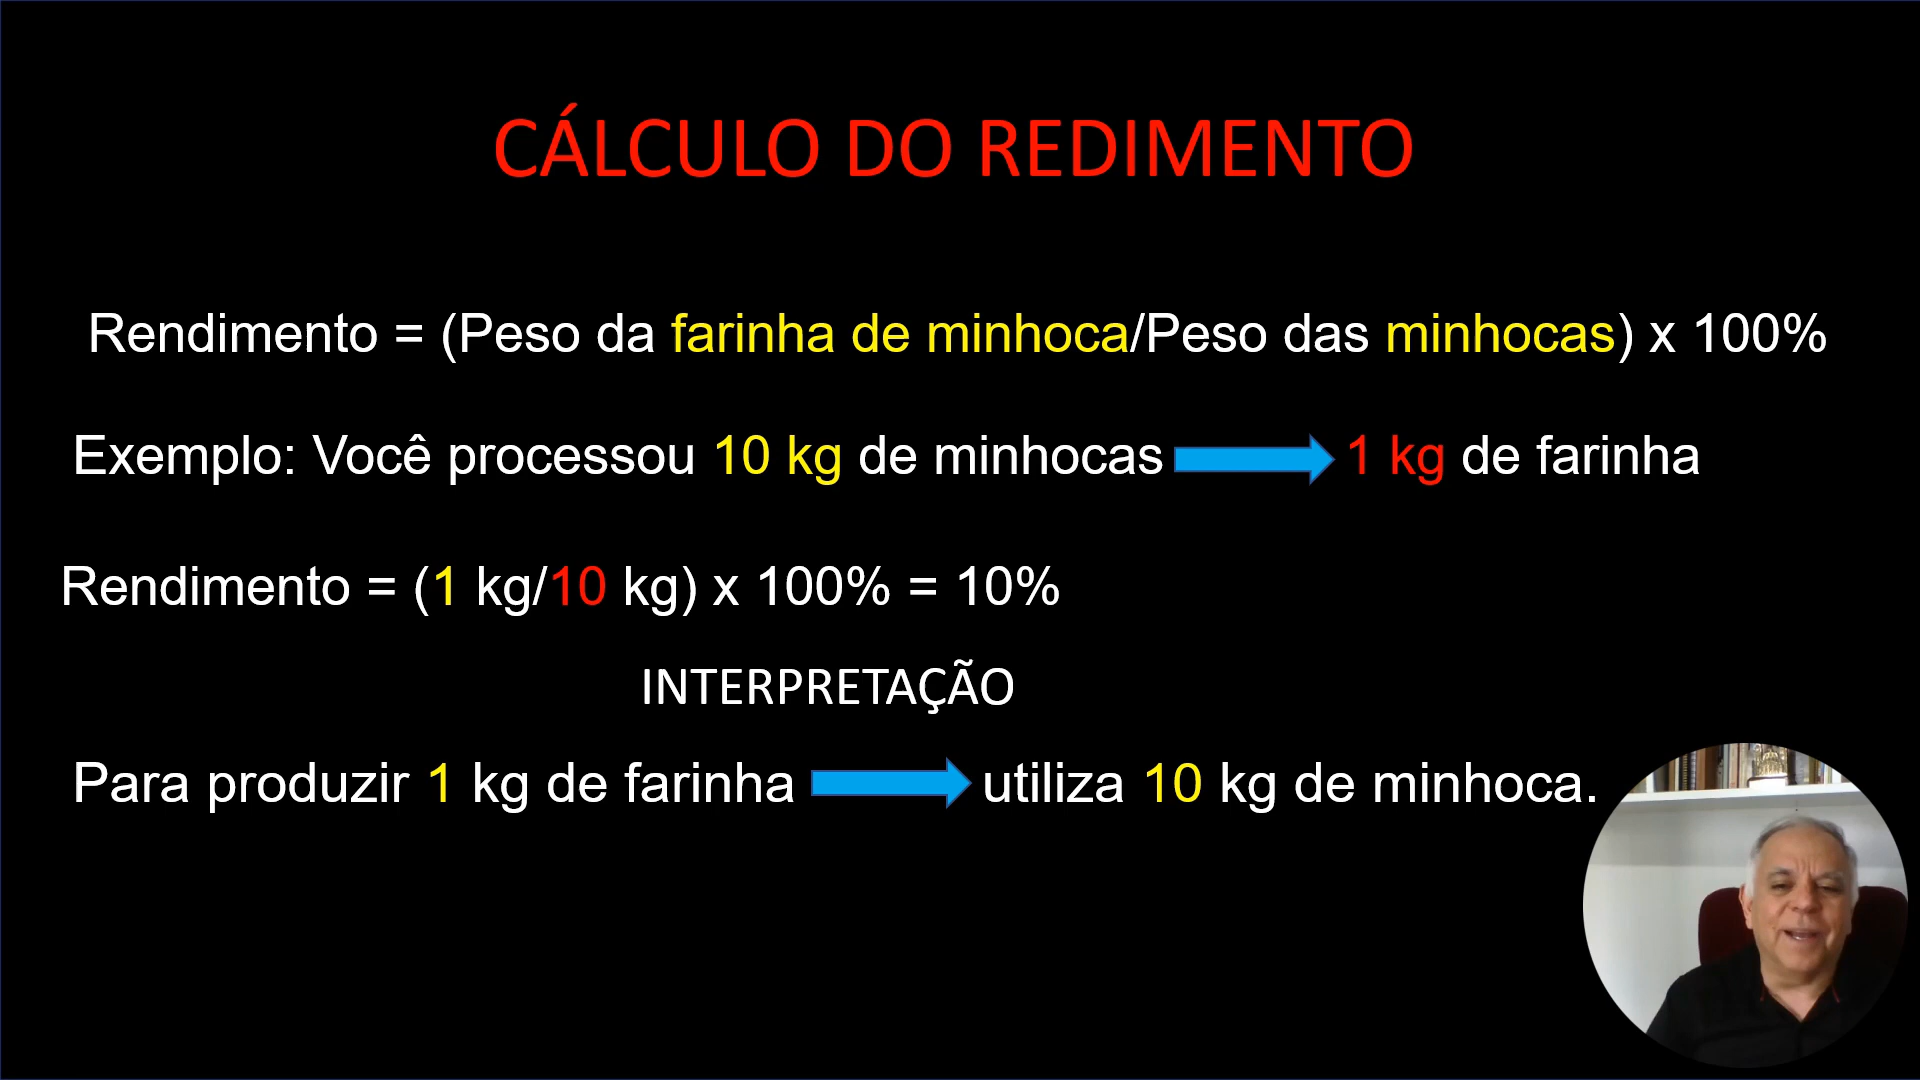 CÁLCULO DO REDIMENTO
Rendimento = (Peso da farinha de minhoca/Peso das minhocas) x 100%
Exemplo: Você processou 10 kg de minhocas 1 kg de farinha
Rendimento = (1 kg/10 kg) x 100% = 10%
INTERPRETAÇÃO
Para produzir 1 kg de farinha utiliza 10 kg de minhoca.